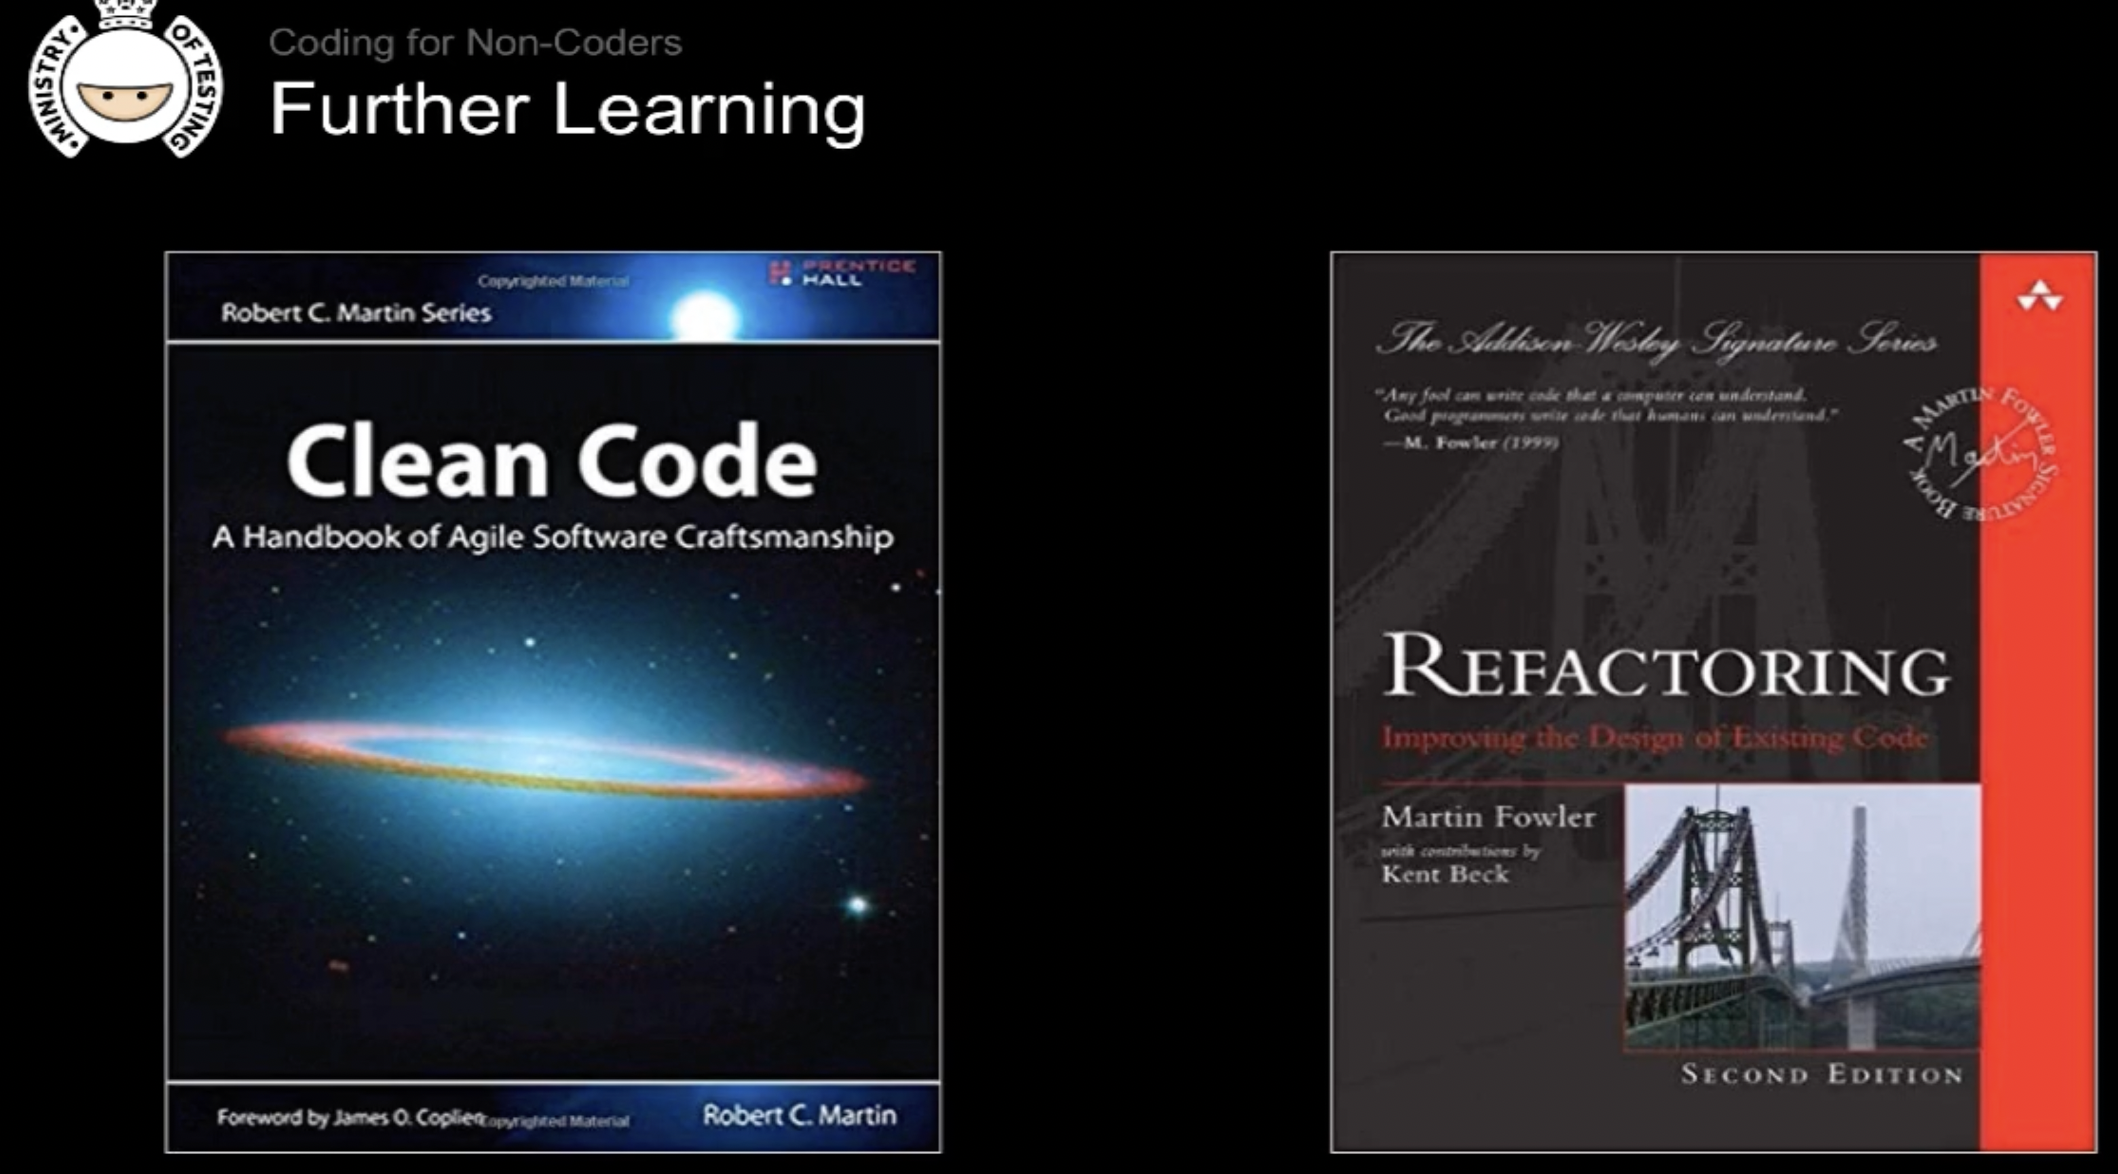 MINISTRY OF TESTING
Coding for Non-Coders
Further Learning
Copyrighted Material
PRENTICE
HALL
Robert C. Martin Series
Clean Code
A Handbook of Agile Software Craftsmanship
Foreword by James O. Coplien
Copyrighted Material
Robert C. Martin
The Addison-Wesley Signature Series
"Any fool can write code that a computer can understand.
Good programmers write code that humans can understand."
—M. Fowler (1999)
A MARTIN FOWLER SIGNATURE BOOK
Martin
REFACTORING
Improving the Design of Existing Code
Martin Fowler
with contributions by
Kent Beck
SECOND EDITION